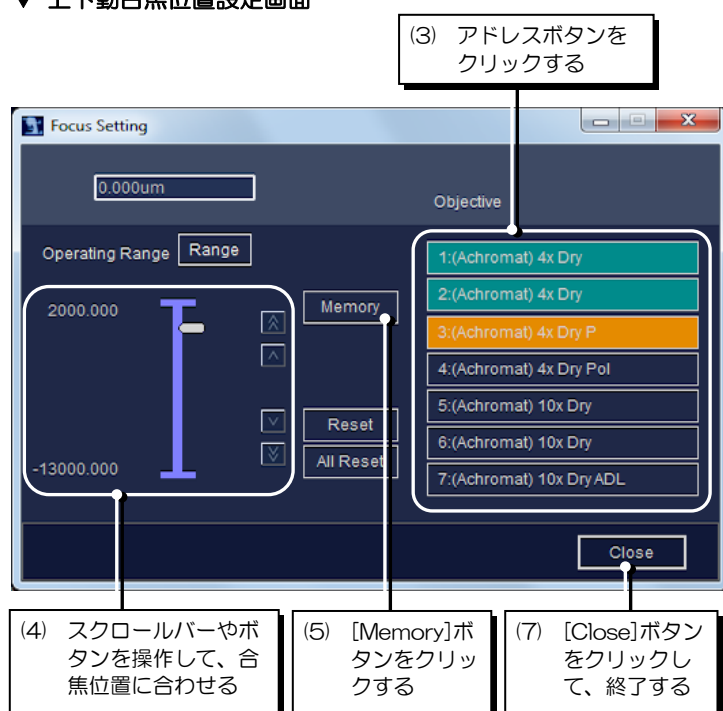 ▼ 上下動合焦位置設定画面
(3) アドレスボタンを
クリックする
Focus Setting
0.000um
Objective
Operating Range Range
1:(Achromat) 4x Dry
2:(Achromat) 4x Dry
3:(Achromat) 4x Dry P
4:(Achromat) 4x Dry Pol
5:(Achromat) 10x Dry
6:(Achromat) 10x Dry
7:(Achromat) 10x Dry ADL
2000.000
-13000.000
Memory
Reset
All Reset
Close
(4) スクロールバーやボ
タンを操作して、合
焦位置に合わせる
(5) [Memory]ボ
タンをクリッ
クする
(7) [Close]ボタン
をクリックし
て、終了する